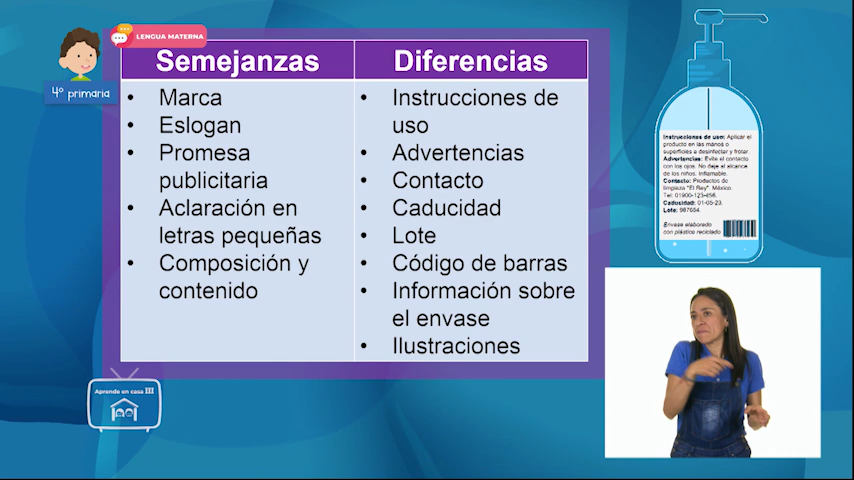 LENGUA MATERNA
4º primaria
Semejanzas
Diferencias
• Marca
• Eslogan
• Promesa
publicitaria
• Aclaración en
letras pequeñas
• Composición y
contenido
• Instrucciones de
uso
• Advertencias
• Contacto
• Caducidad
• Lote
• Código de barras
• Información sobre
el envase
• Ilustraciones
Instrucciones de uso: Aplicar el
producto en las manos o
superficies a desinfectar y frotar.
Advertencias: Evite el contacto
con los ojos. No deje al alcance
de los niños. Inflamable.
Contacto: Productos de
limpieza "El Rey". México.
Tel: 01900-123-456.
Caducidad: 01-05-23.
Lote: 987654.
Envase elaborado
con plástico reciclado
Aprende en casa III